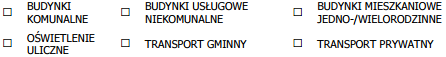 ☐ BUDYNKI KOMUNALNE
☐ BUDYNKI USŁUGOWE NIEKOMUNALNE
☐ BUDYNKI MIESZKANIOWE JEDNO-/WIELORODZINNE
☐ OŚWIETLENIE ULICZNE
☐ TRANSPORT GMINNY
☐ TRANSPORT PRYWATNY